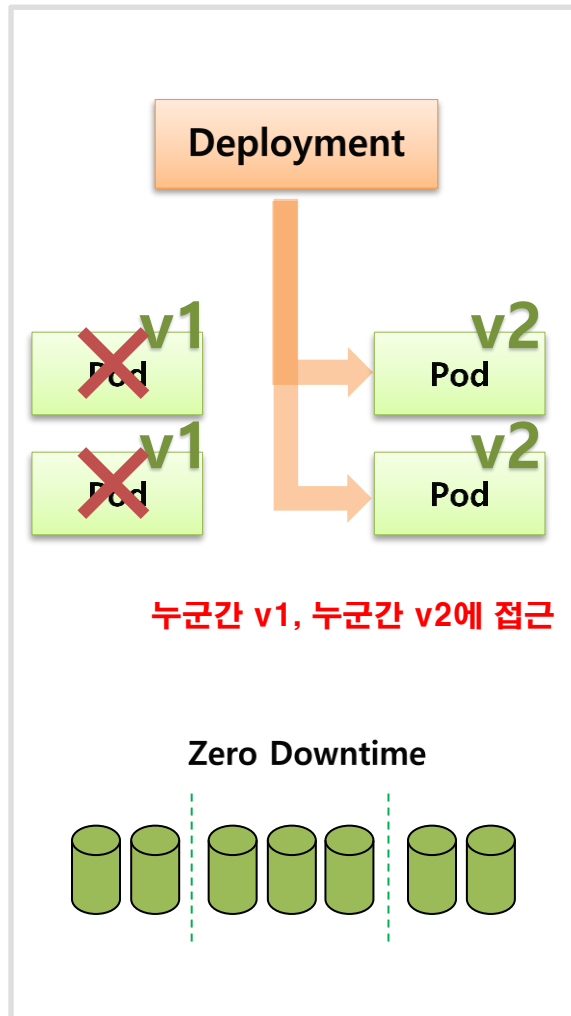 Deployment
v1
v2
Pod
Pod
v1
v2
Pod
Pod
누군간 v1, 누군간 v2에 접근
Zero Downtime